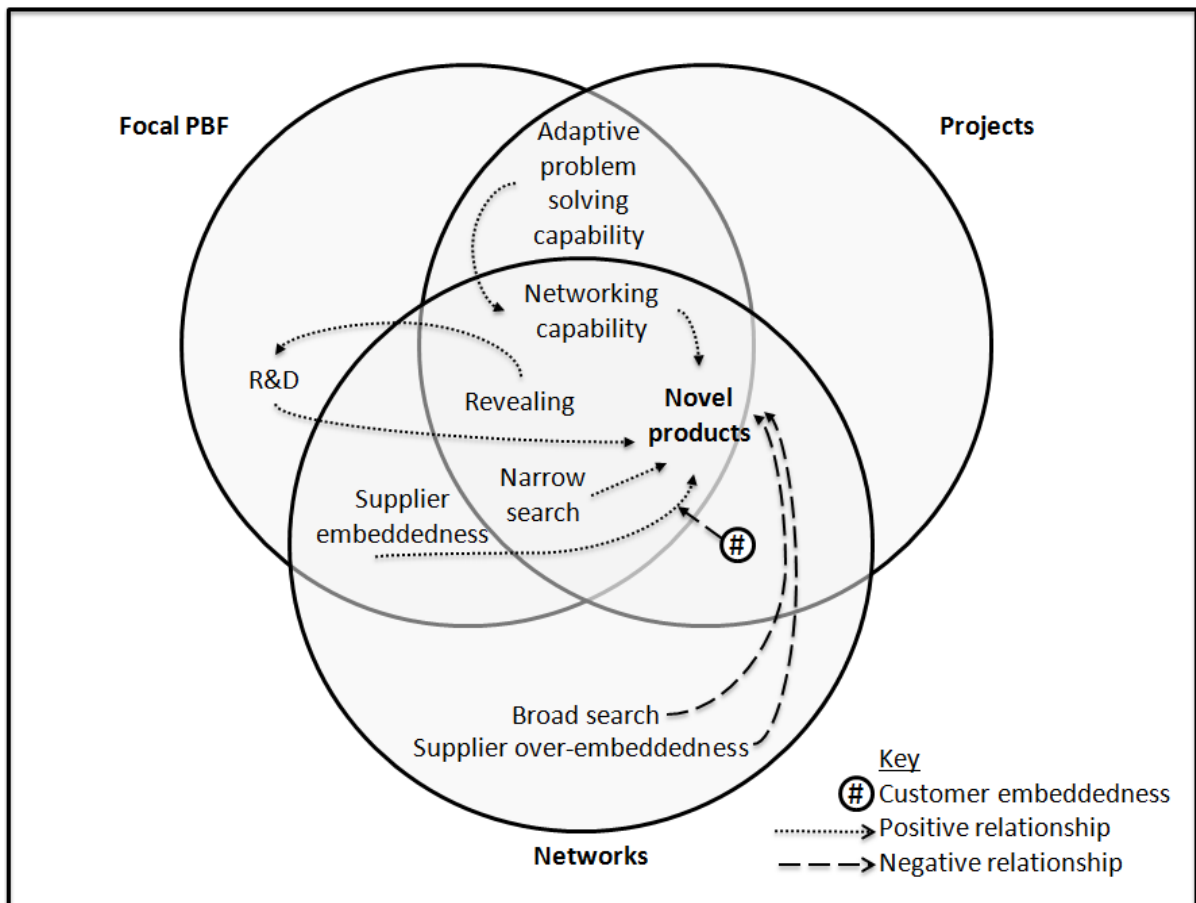 Focal PBF
Projects
Adaptive
problem
solving
capability
Networking
capability
R&D
Revealing
Novel
products
Narrow
search
Supplier
embeddedness
#
Broad search
Supplier over-embeddedness
Key
# Customer embeddedness
Positive relationship
Negative relationship
Networks